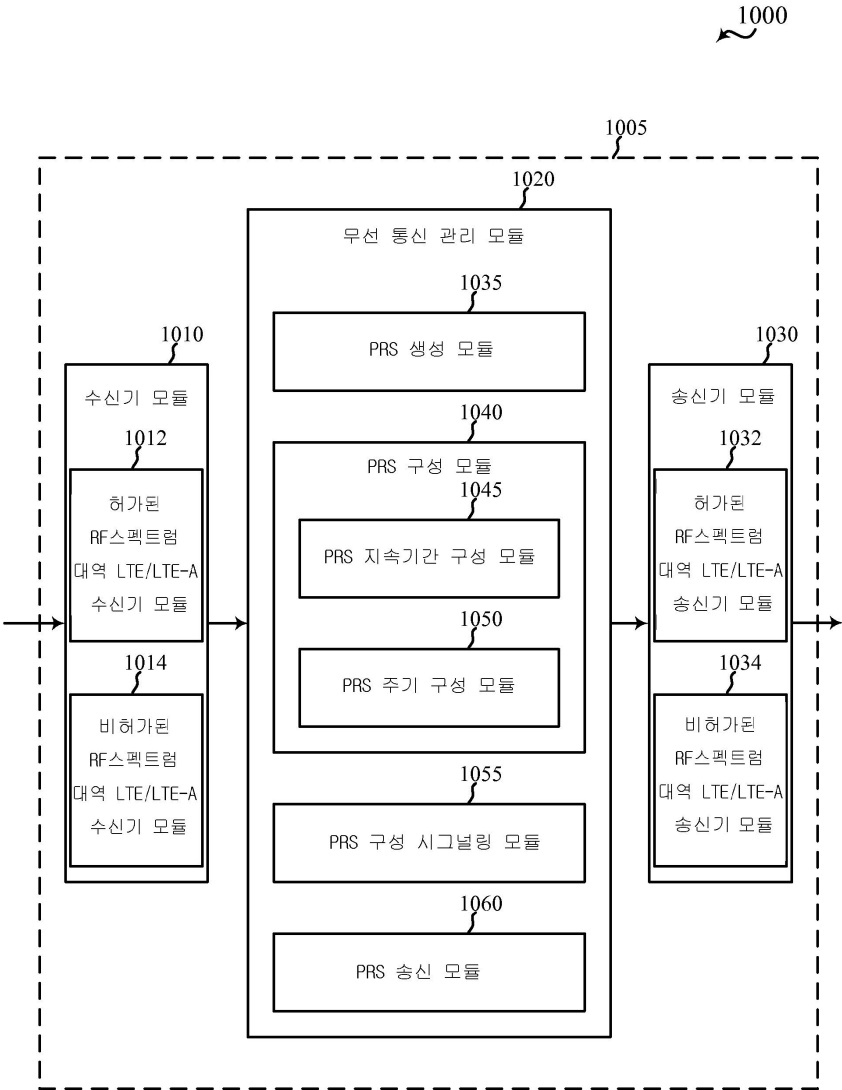 1000
1005
1020
무선 통신 관리 모듈
1035
PRS 생성 모듈
1010
수신기 모듈
1012
허가된
RF스펙트럼
대역 LTE/LTE-A
수신기 모듈
1014
비허가된
RF스펙트럼
대역 LTE/LTE-A
수신기 모듈
1040
PRS 구성 모듈
1045
PRS 지속기간 구성 모듈
1050
PRS 주기 구성 모듈
1055
PRS 구성 시그널링 모듈
1060
PRS 송신 모듈
1030
송신기 모듈
1032
허가된
RF스펙트럼
대역 LTE/LTE-A
송신기 모듈
1034
비허가된
RF스펙트럼
대역 LTE/LTE-A
송신기 모듈